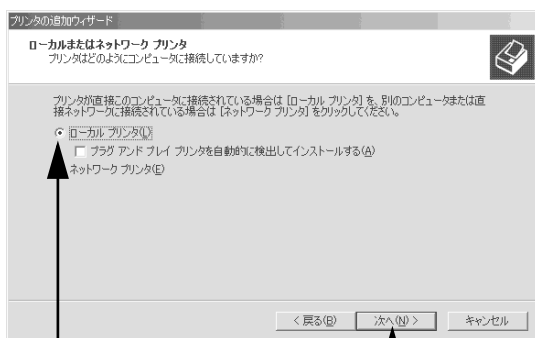 プリンタの追加ウィザード
ローカルまたはネットワーク プリンタ
プリンタはどのようにコンピュータに接続していますか?
プリンタが直接このコンピュータに接続されている場合は [ローカル プリンタ] を、別のコンピュータまたは直
接ネットワークに接続されている場合は [ネットワーク プリンタ] をクリックしてください。
ローカル プリンタ(L)
プラグ アンド プレイ プリンタを自動的に検出してインストールする(A)
ネットワーク プリンタ(E)
< 戻る(B)
次へ(N) >
キャンセル